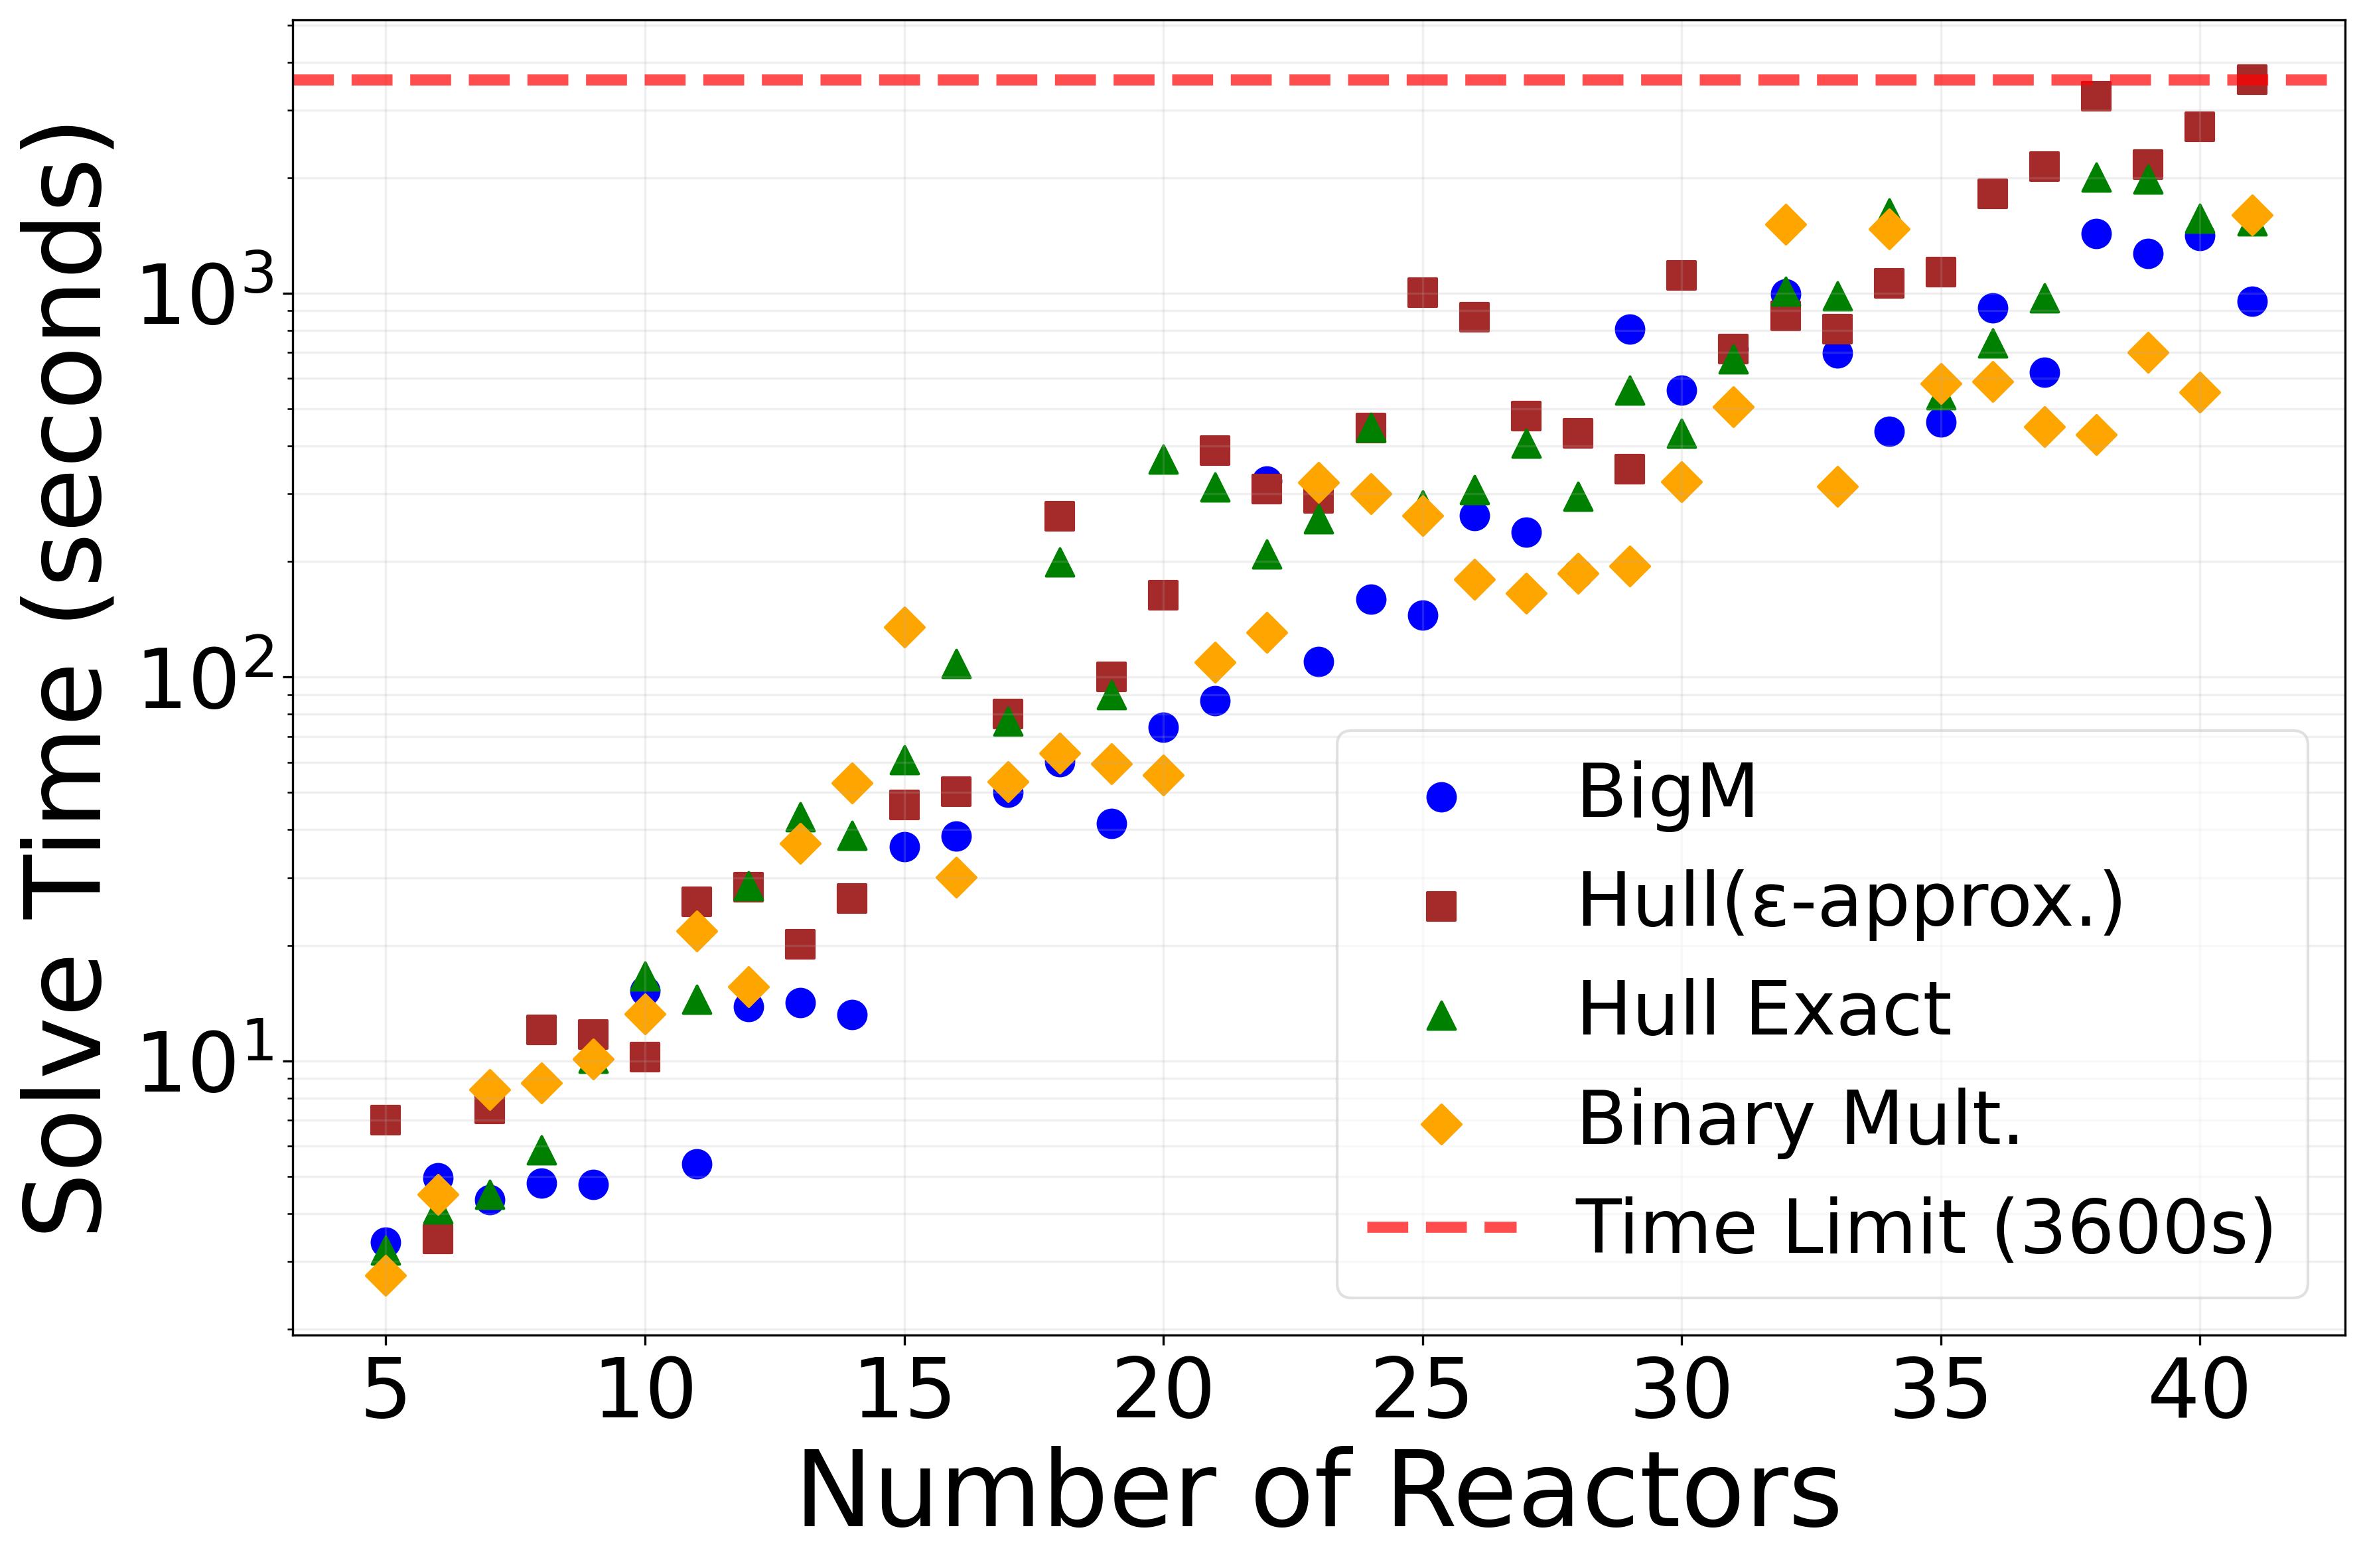 Solve Time (seconds)
10³
10²
10¹
BigM
Hull(ε-approx.)
Hull Exact
Binary Mult.
Time Limit (3600s)
5 10 15 20 25 30 35 40
Number of Reactors